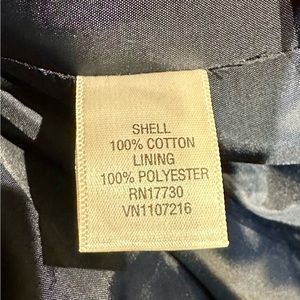 SHELL
100% COTTON
LINING
100% POLYESTER
RN17730
VN1107216